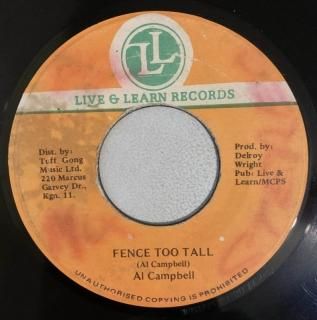 LL
LIVE & LEARN RECORDS
Dist. by:
Tuff Gong
Music Ltd.
220 Marcus
Garvey Dr.,
Kgn. 11.
Prod. by:
Delroy
Wright
Pub: Live &
Learn/MCPS
FENCE TOO TALL
(Al Campbell)
Al Campbell
UNAUTHORISED COPYING IS PROHIBITED